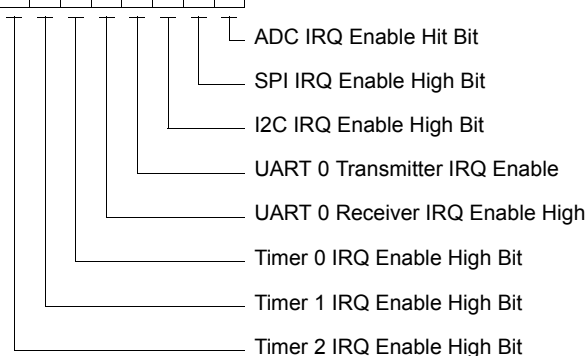 ADC IRQ Enable Hit Bit
SPI IRQ Enable High Bit
I2C IRQ Enable High Bit
UART 0 Transmitter IRQ Enable
UART 0 Receiver IRQ Enable High
Timer 0 IRQ Enable High Bit
Timer 1 IRQ Enable High Bit
Timer 2 IRQ Enable High Bit